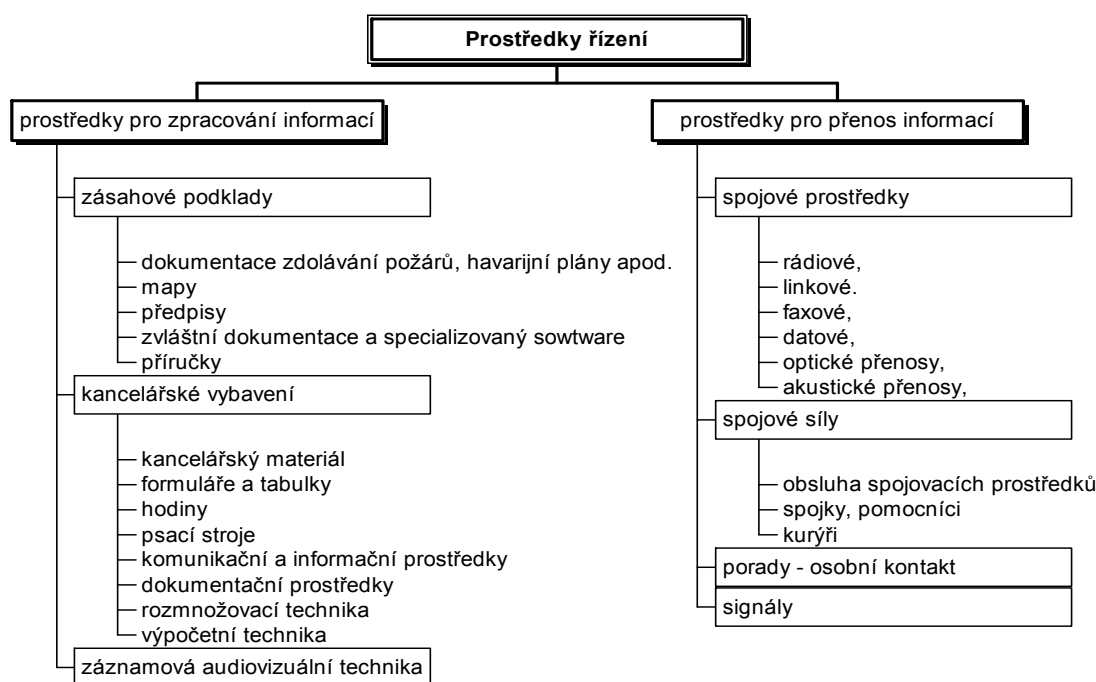 Prostředky řízení
prostředky pro zpracování informací
zásahové podklady
dokumentace zdolávání požárů, havarijní plány apod.
mapy
předpisy
zvláštní dokumentace a specializovaný sowtware
příručky
kancelářské vybavení
kancelářský materiál
formuláře a tabulky
hodiny
psací stroje
komunikační a informační prostředky
dokumentační prostředky
rozmnožovací technika
výpočetní technika
záznamová audiovizuální technika
prostředky pro přenos informací
spojové prostředky
rádiové,
linkové.
faxové,
datové,
optické přenosy,
akustické přenosy,
spojové síly
obsluha spojovacích prostředků
spojky, pomocníci
kurýři
porady - osobní kontakt
signály